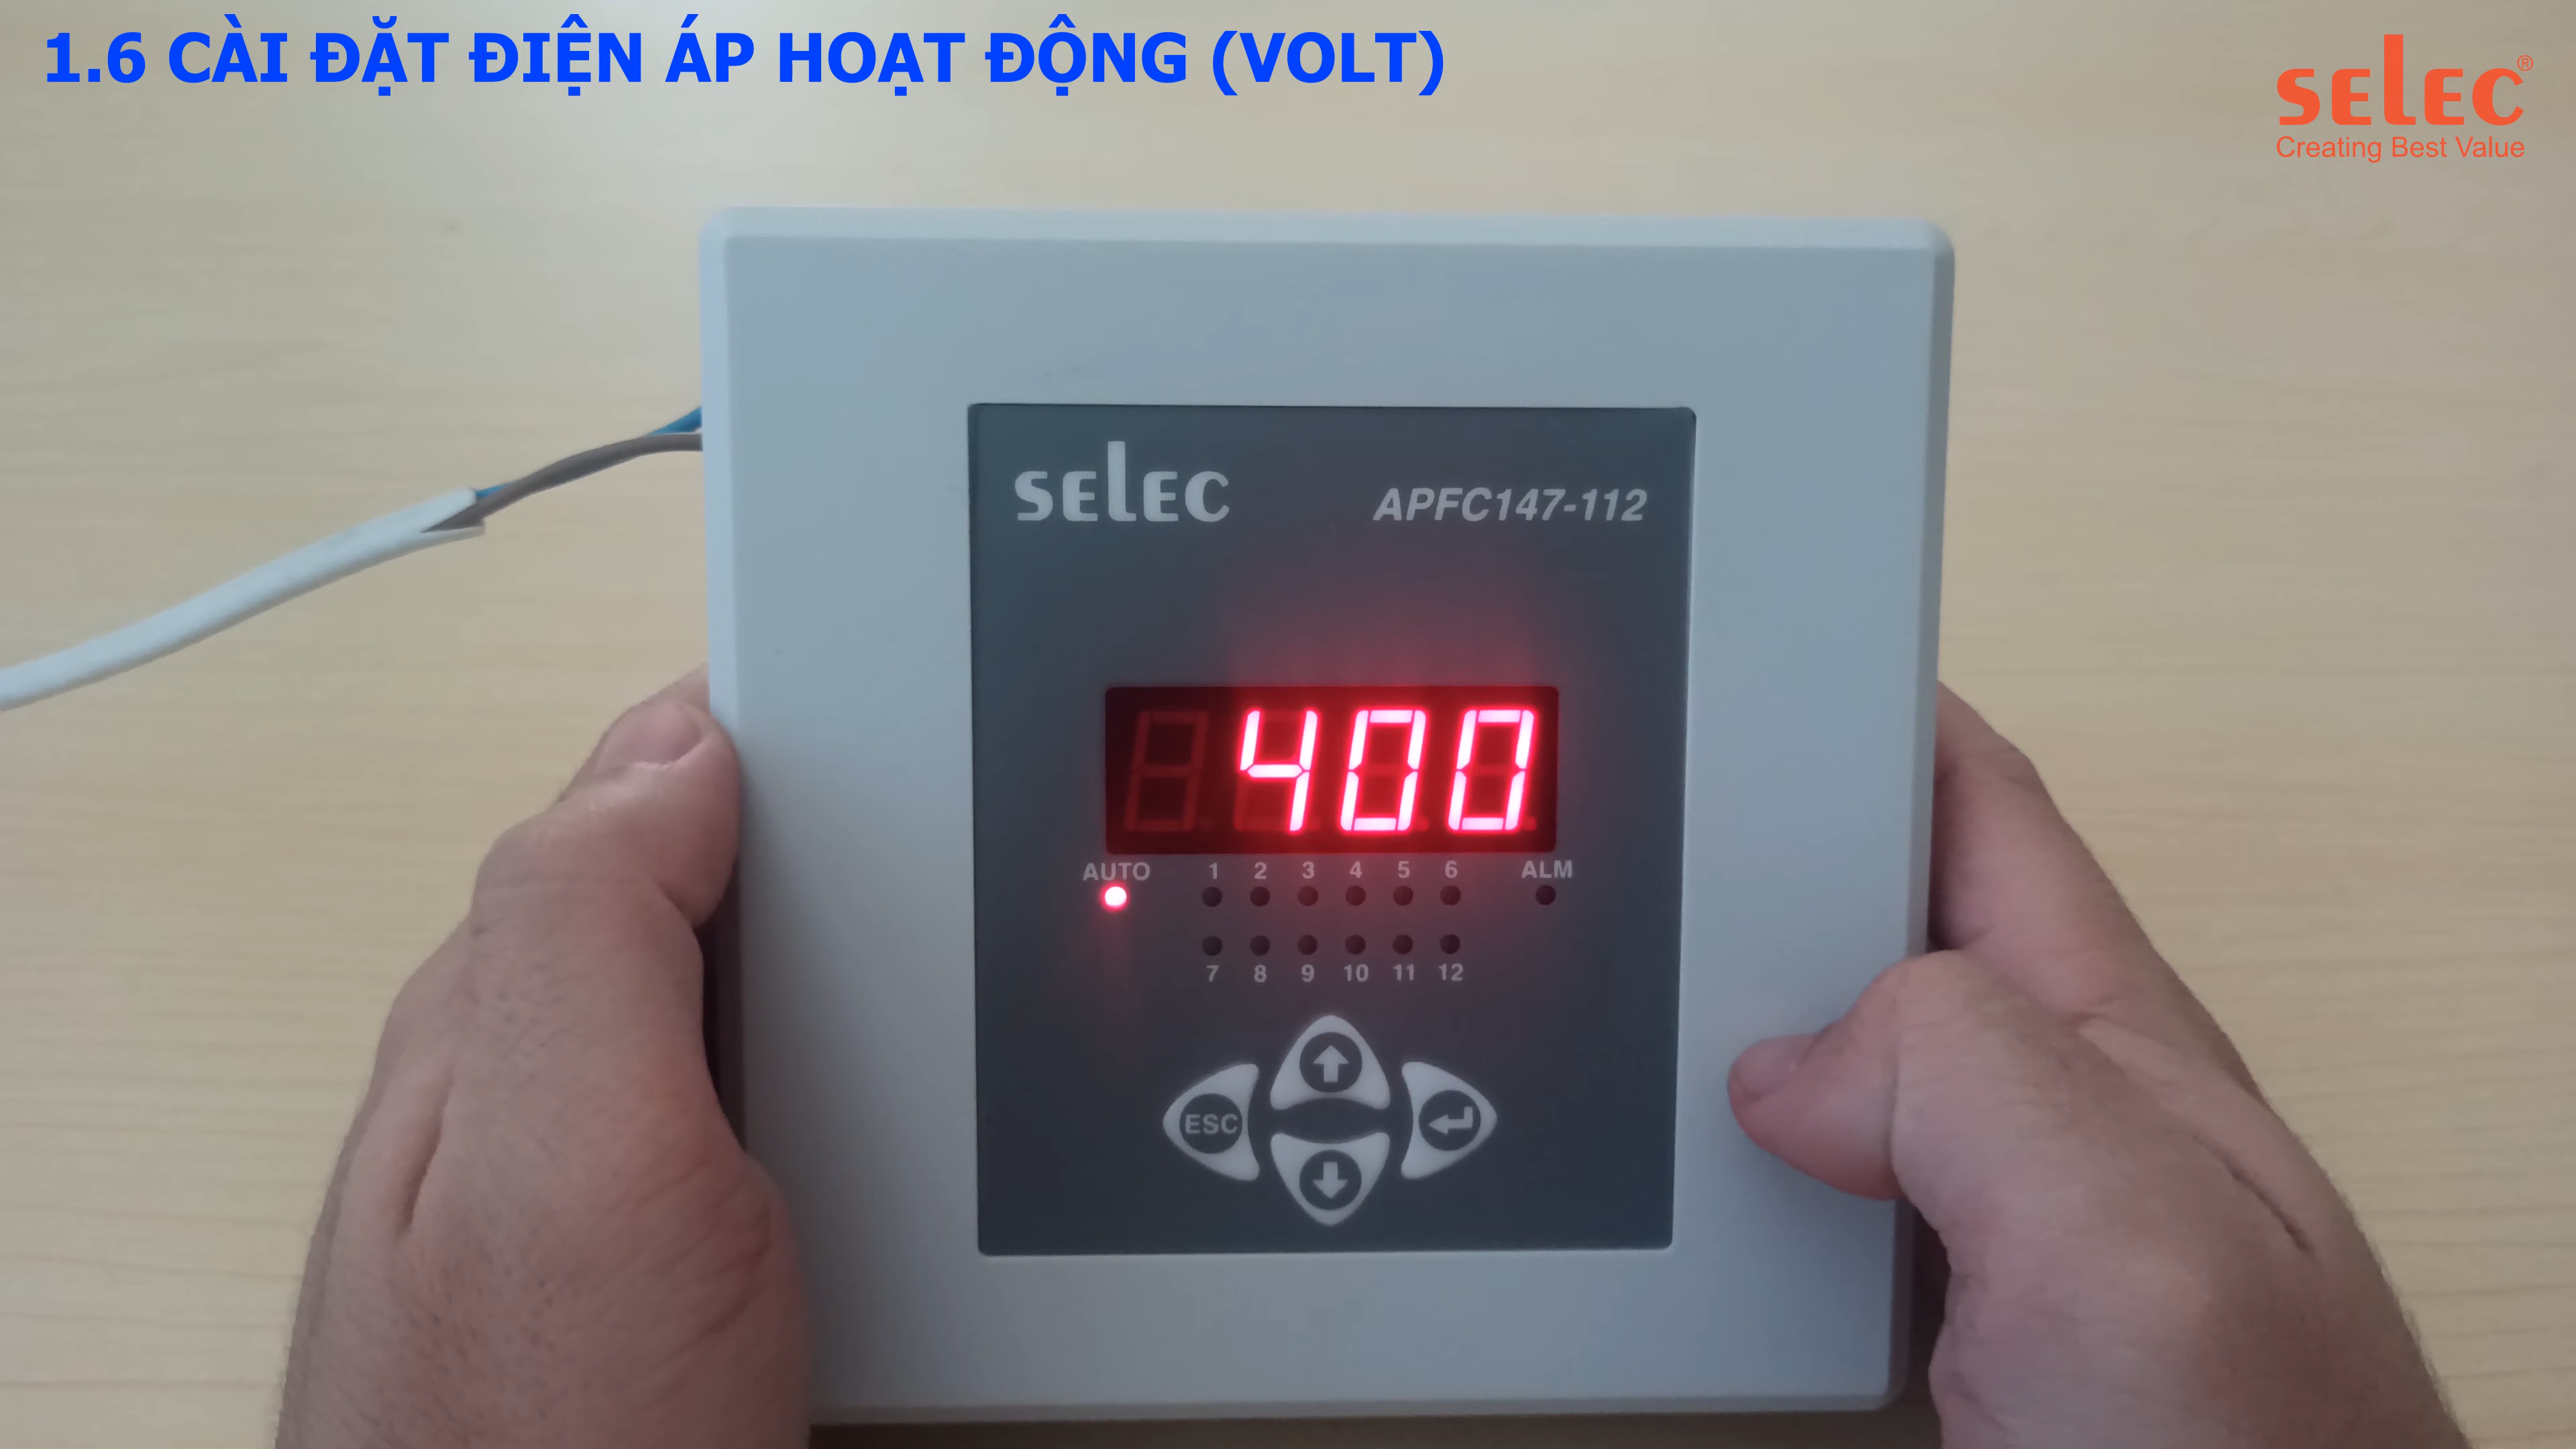 1.6 CÀI ĐẶT ĐIỆN ÁP HOẠT ĐỘNG (VOLT)
selec®
Creating Best Value
selec
APFC147-112
400
AUTO 1 2 3 4 5 6 ALM
7 8 9 10 11 12
ESC